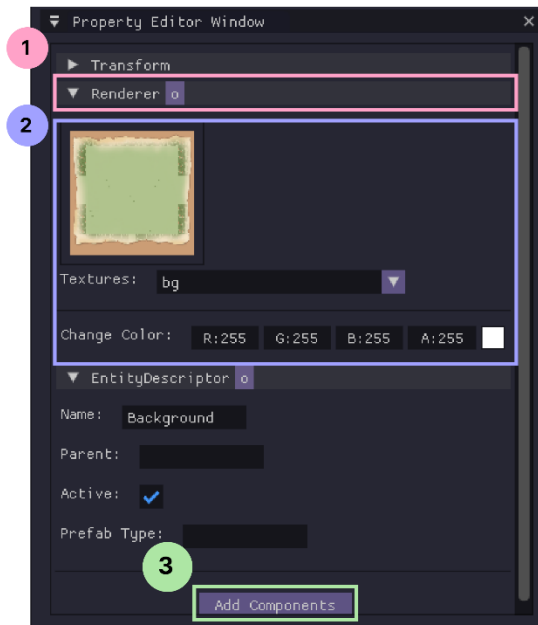 Property Editor Window
1
Transform
Renderer o
2
Textures: bg
Change Color: R:255 G:255 B:255 A:255
EntityDescriptor o
Name: Background
Parent:
Active:
Prefab Type:
3
Add Components